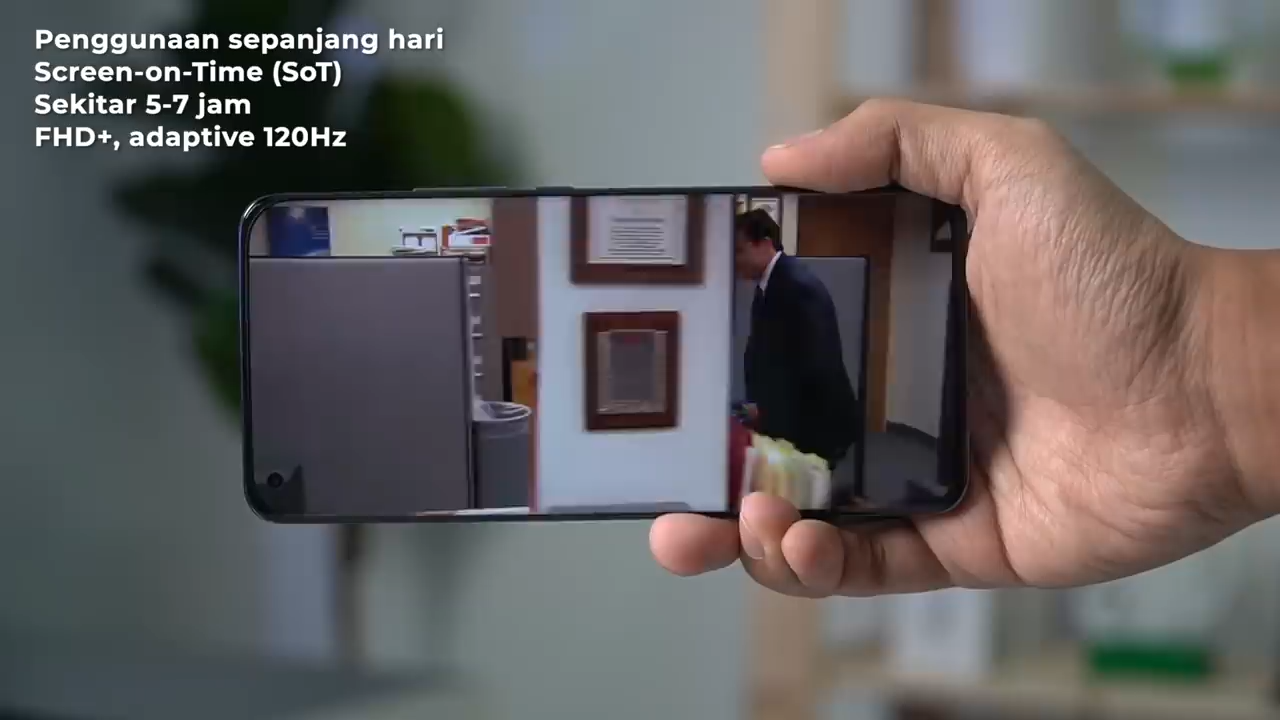 Penggunaan sepanjang hari
Screen-on-Time (SoT)
Sekitar 5-7 jam
FHD+, adaptive 120Hz